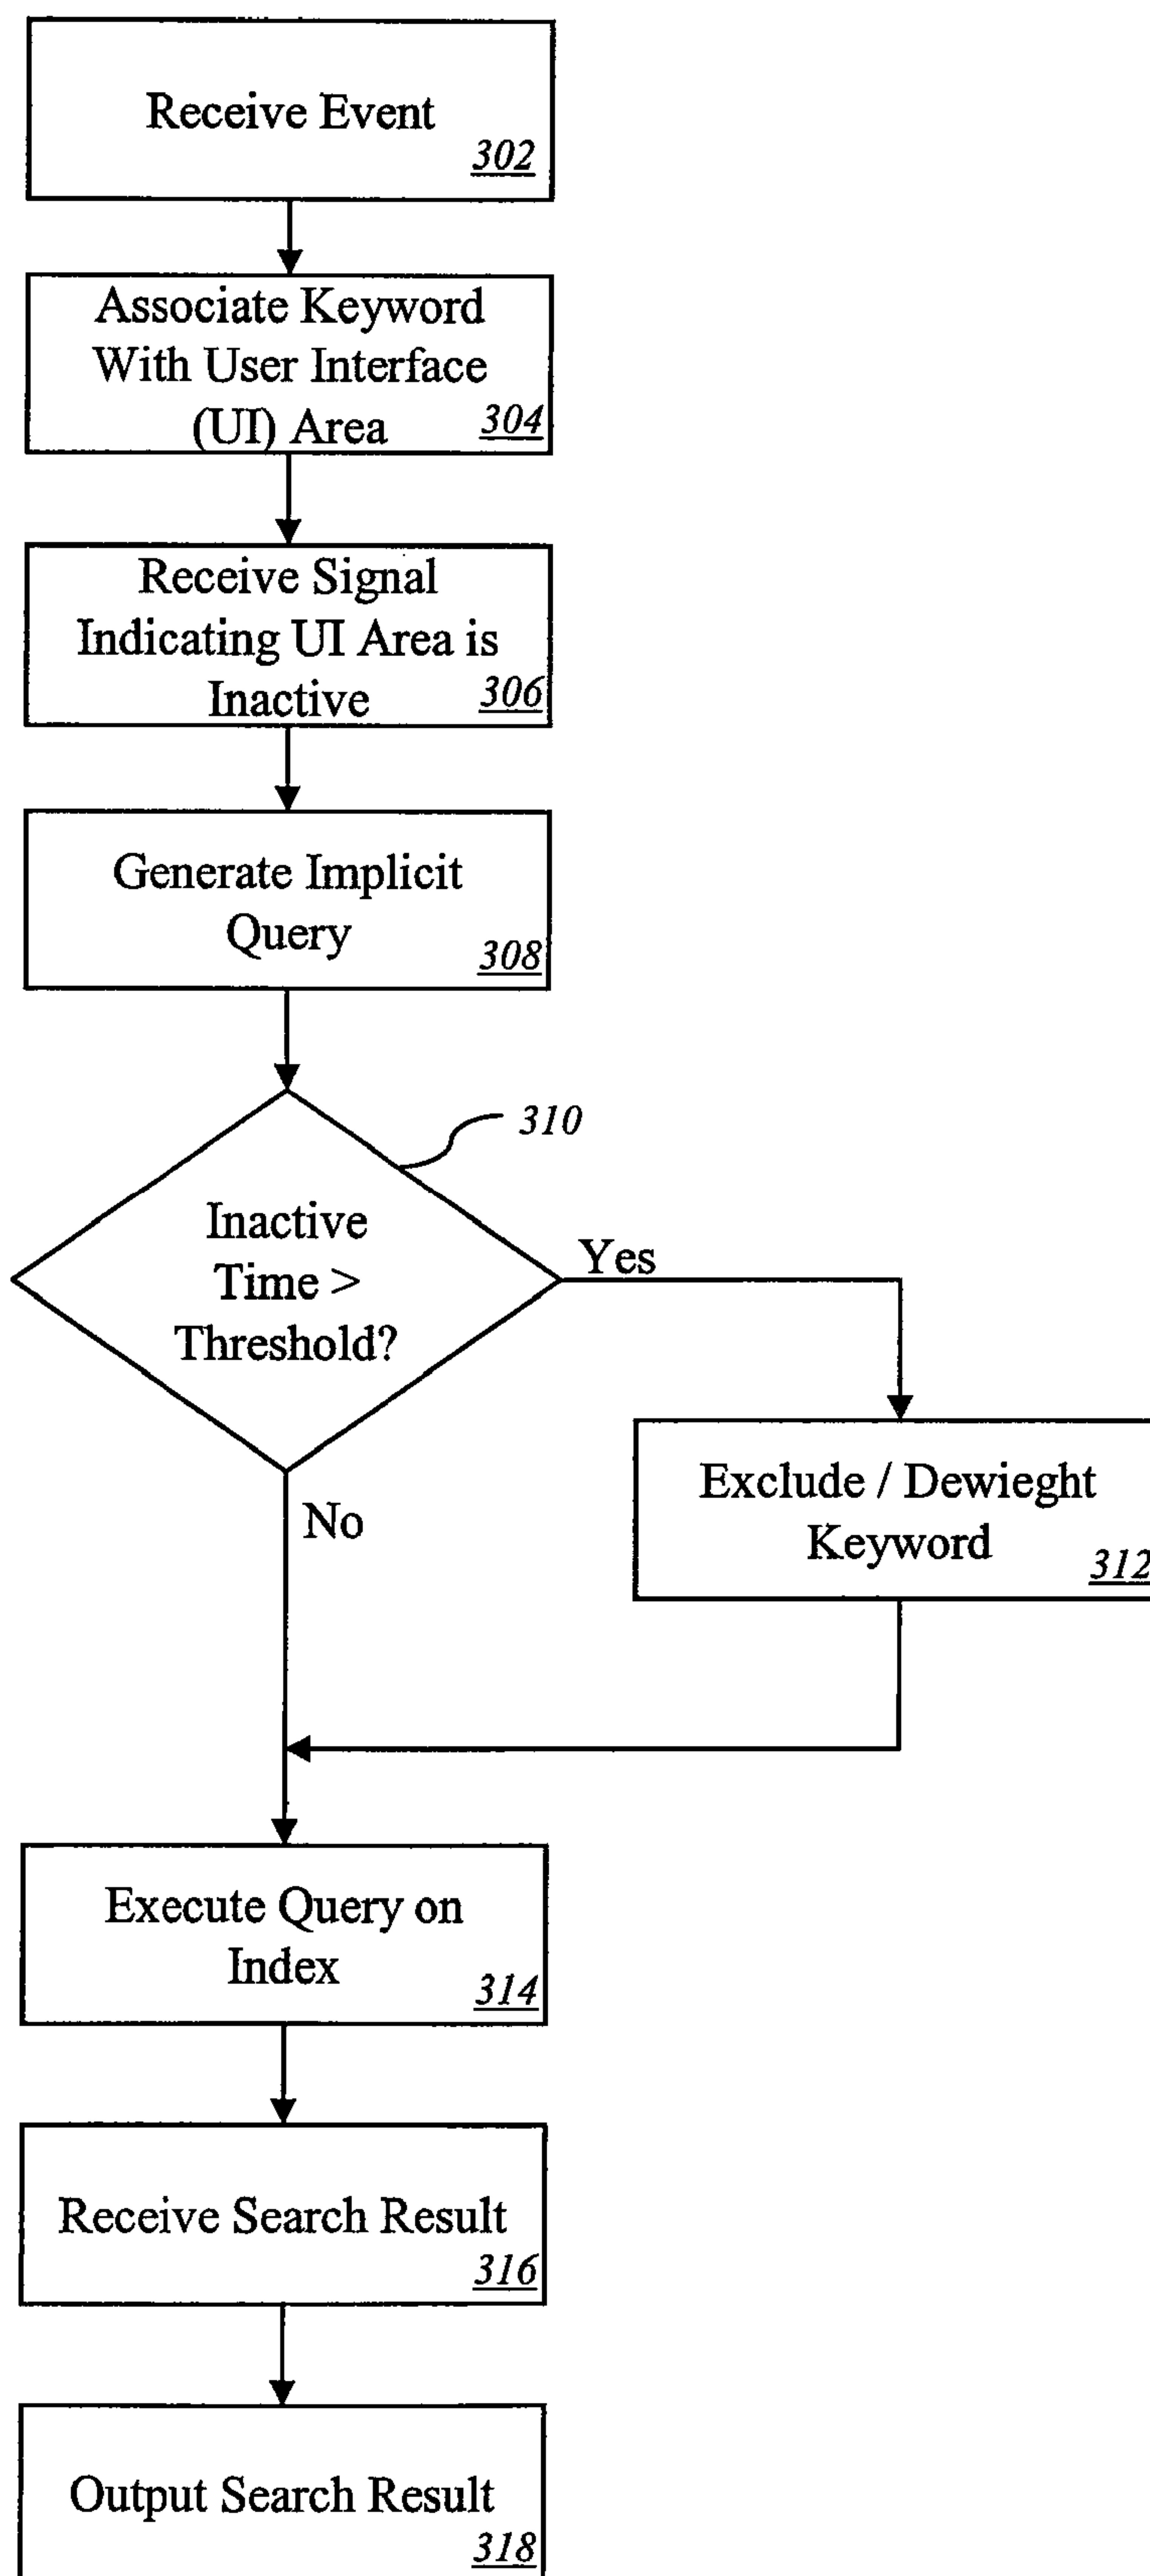 Receive Event
302
Associate Keyword
With User Interface
(UI) Area
304
Receive Signal
Indicating UI Area is
Inactive
306
Generate Implicit
Query
308
310
Inactive
Time >
Threshold?
Yes
No
Exclude / Dewieght
Keyword
312
Execute Query on
Index
314
Receive Search Result
316
Output Search Result
318